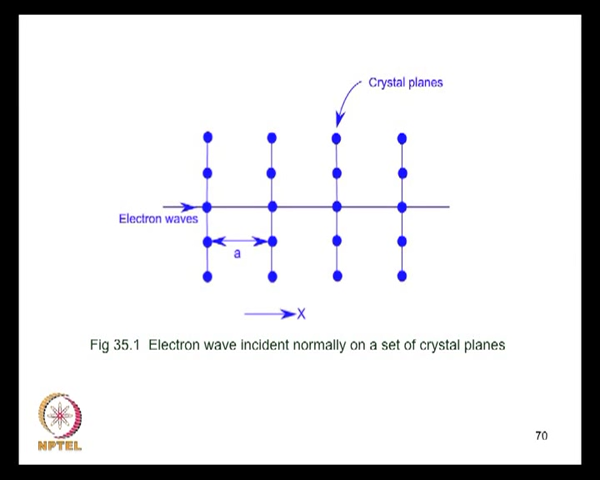 Crystal planes
Electron waves
a
X
Fig 35.1 Electron wave incident normally on a set of crystal planes
NPTEL
70